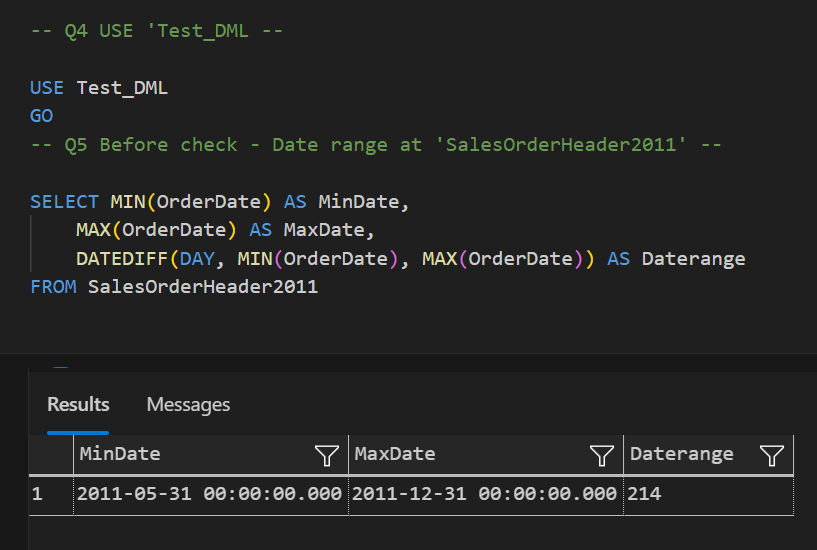 -- Q4 USE 'Test_DML --
USE Test_DML
GO
-- Q5 Before check - Date range at 'SalesOrderHeader2011' --
SELECT MIN(OrderDate) AS MinDate,
MAX(OrderDate) AS MaxDate,
DATEDIFF(DAY, MIN(OrderDate), MAX(OrderDate)) AS Daterange
FROM SalesOrderHeader2011
Results Messages
MinDate MaxDate Daterange
1 2011-05-31 00:00:00.000 2011-12-31 00:00:00.000 214